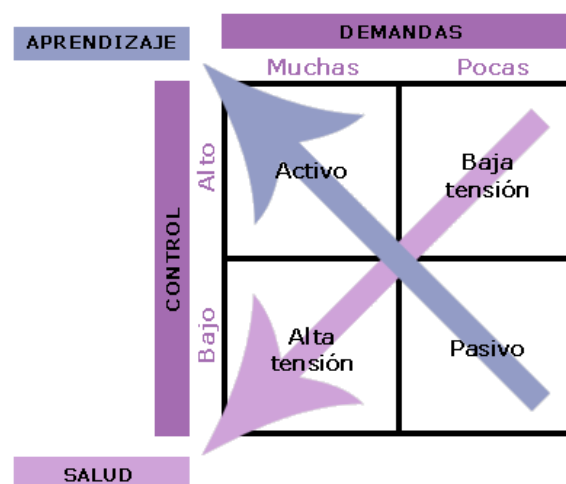 DEMANDAS
APRENDIZAJE
Muchas
Pocas
CONTROL
Alto
Activo
Baja
tensión
Bajo
Alta
tensión
Pasivo
SALUD